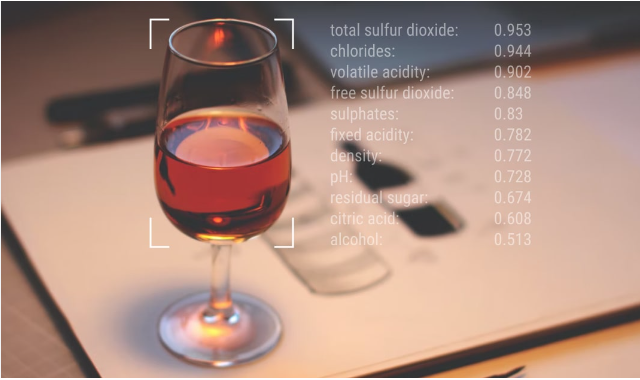 total sulfur dioxide: 0.953
chlorides: 0.944
volatile acidity: 0.902
free sulfur dioxide: 0.848
sulphates: 0.83
fixed acidity: 0.782
density: 0.772
pH: 0.728
residual sugar: 0.674
citric acid: 0.608
alcohol: 0.513